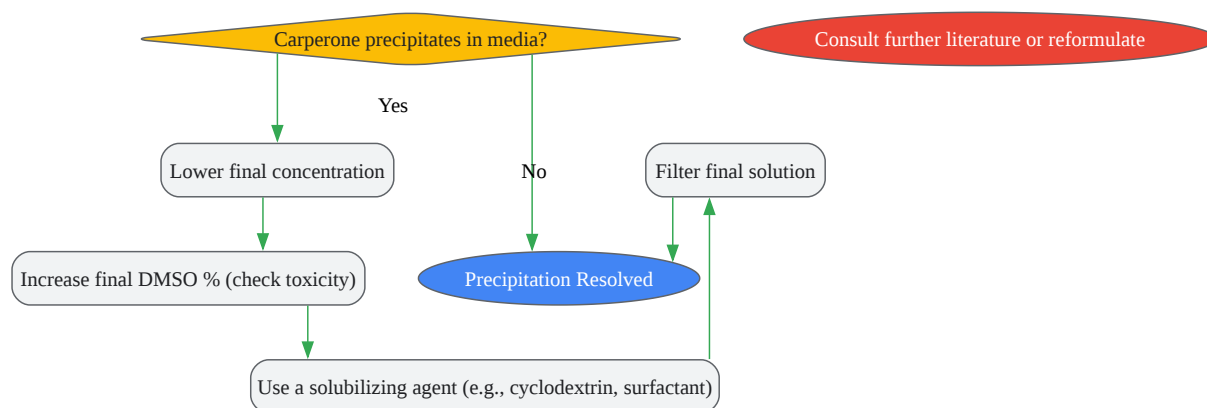 Carperone precipitates in media?
Consult further literature or reformulate
Yes
Lower final concentration
No
Filter final solution
Increase final DMSO % (check toxicity)
Precipitation Resolved
Use a solubilizing agent (e.g., cyclodextrin, surfactant)